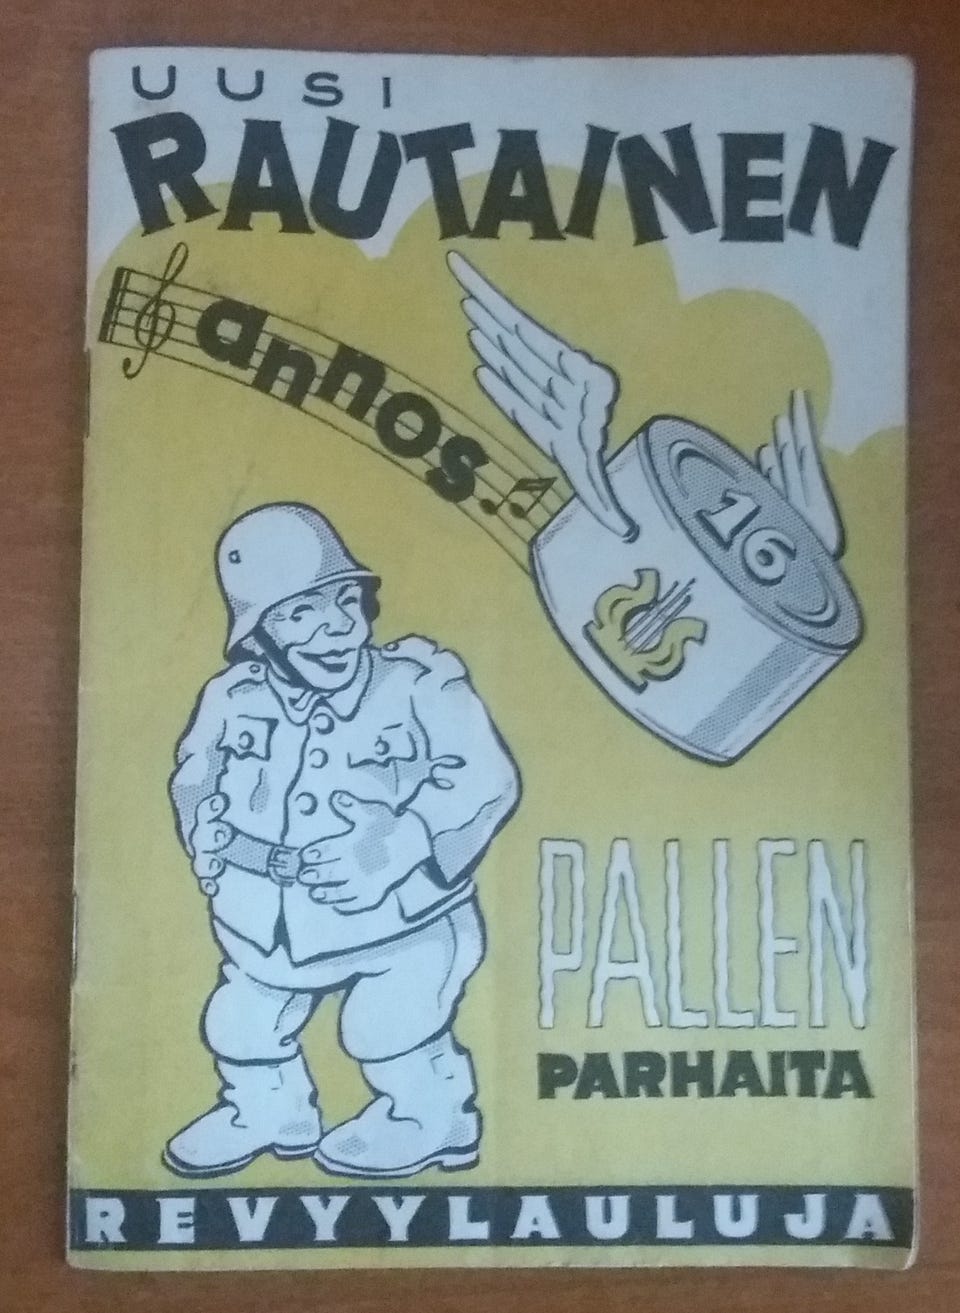 UUSI
RAUTAINEN
annos
16
a
PALLEN
PARHAITA
REVYYLAULUJA